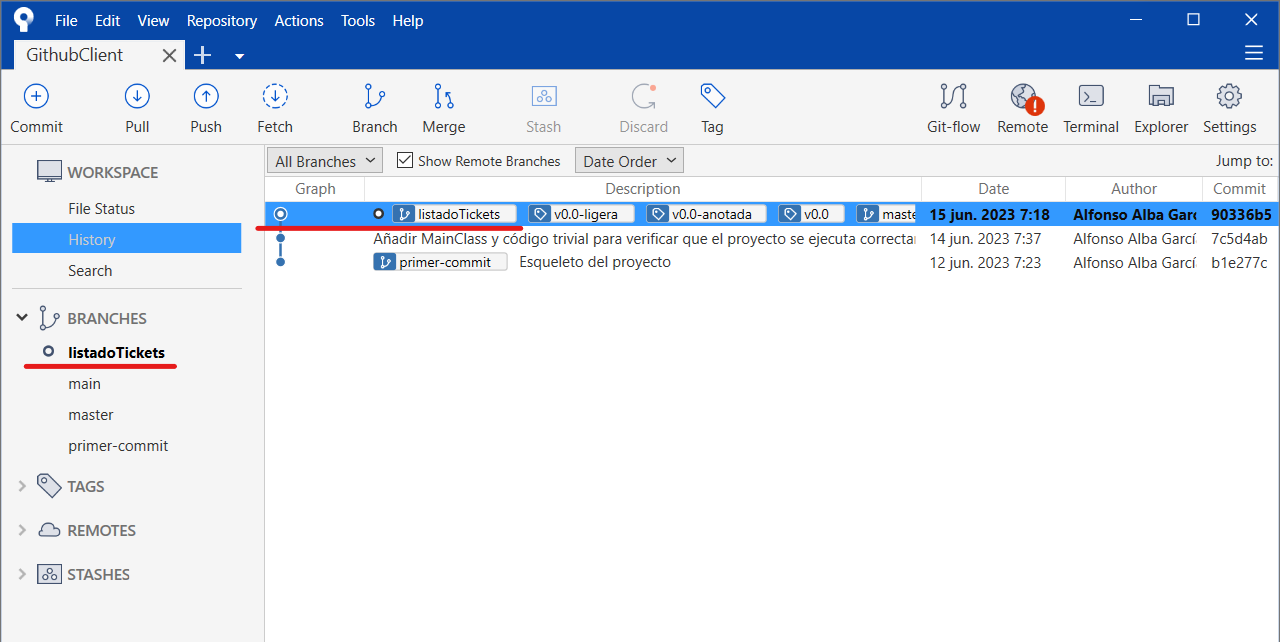 File Edit View Repository Actions Tools Help
GithubClient
Commit Pull Push Fetch Branch Merge Stash Discard Tag Git-flow Remote Terminal Explorer Settings
WORKSPACE
File Status
History
Search
BRANCHES
listadoTickets
main
master
primer-commit
TAGS
REMOTES
STASHES
All Branches Show Remote Branches Date Order Jump to:
Graph Description Date Author Commit
listadoTickets v0.0-ligera v0.0-anotada v0.0 maste 15 jun. 2023 7:18 Alfonso Alba Garc 90336b5
Añadir MainClass y código trivial para verificar que el proyecto se ejecuta correctar 14 jun. 2023 7:37 Alfonso Alba Garcí 7c5d4ab
primer-commit Esqueleto del proyecto 12 jun. 2023 7:23 Alfonso Alba Garcí b1e277c